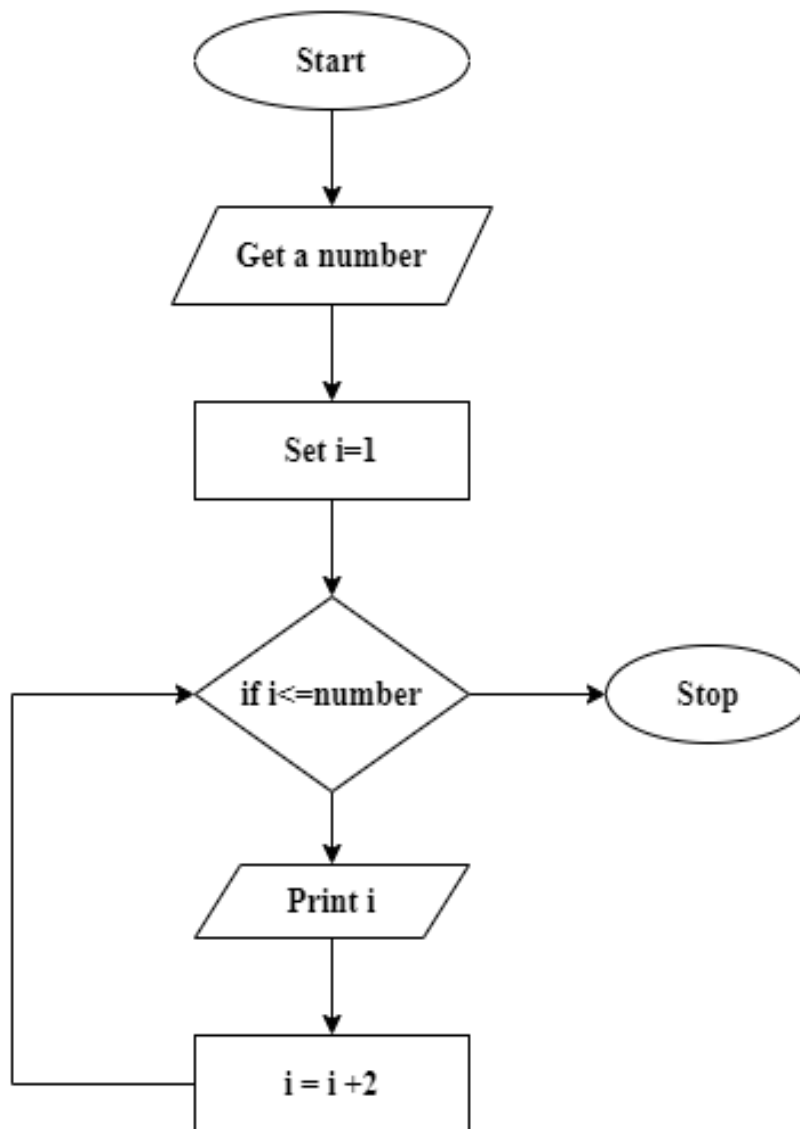 Start
Get a number
Set i=1
if i<=number
Stop
Print i
i = i +2